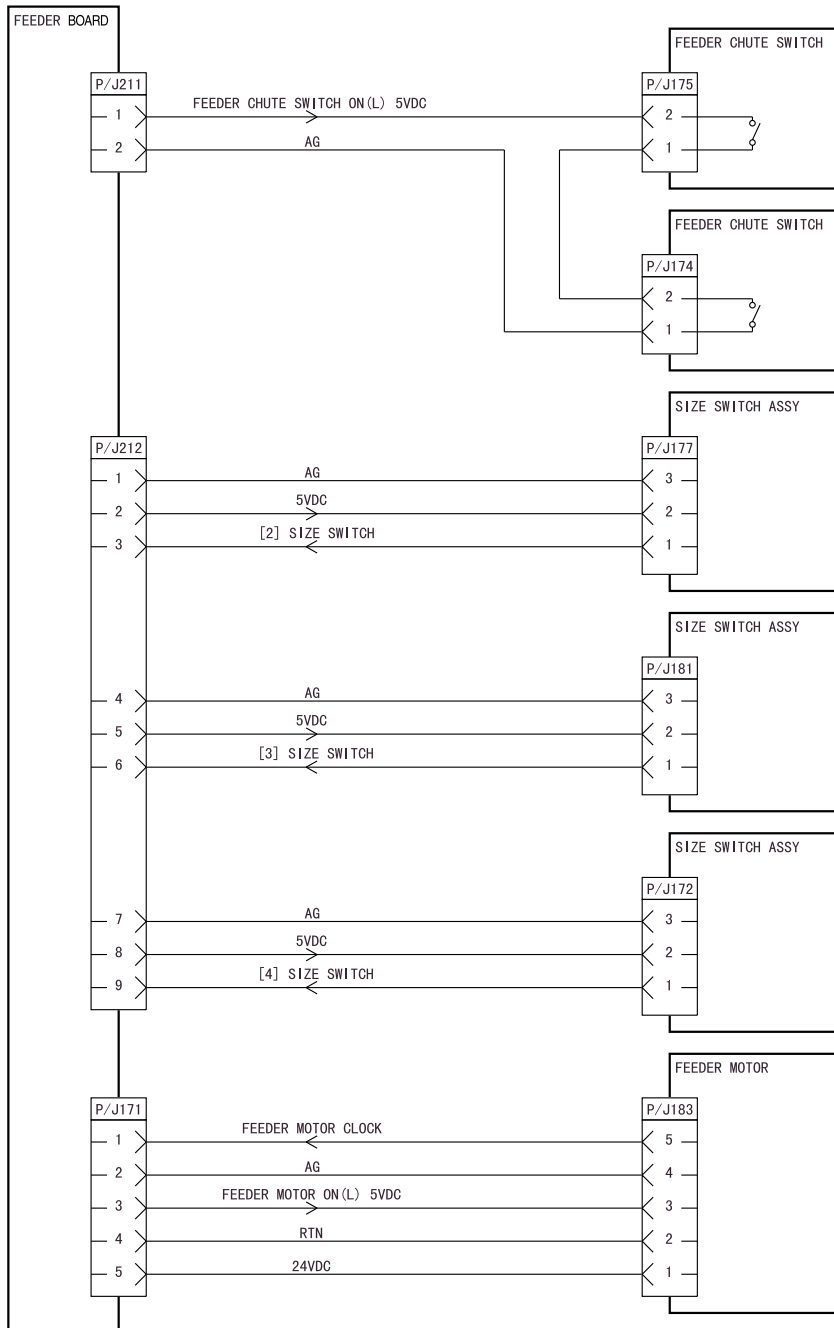 FEEDER BOARD
FEEDER CHUTE SWITCH
P/J211
P/J175
1
FEEDER CHUTE SWITCH ON(L) 5VDC
2
2
AG
1
FEEDER CHUTE SWITCH
P/J174
2
1
SIZE SWITCH ASSY
P/J212
P/J177
1
AG
3
2
5VDC
2
3
[2] SIZE SWITCH
1
SIZE SWITCH ASSY
P/J181
4
AG
3
5
5VDC
2
6
[3] SIZE SWITCH
1
SIZE SWITCH ASSY
P/J172
7
AG
3
8
5VDC
2
9
[4] SIZE SWITCH
1
FEEDER MOTOR
P/J171
P/J183
1
FEEDER MOTOR CLOCK
5
2
AG
4
3
FEEDER MOTOR ON(L) 5VDC
3
4
RTN
2
5
24VDC
1